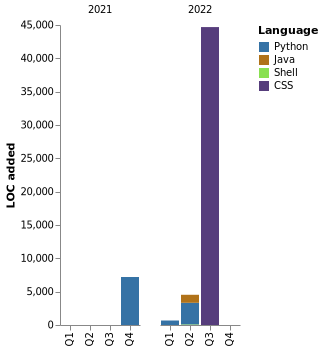 2021
2022
Language
Python
Java
Shell
CSS
LOC added
45,000
40,000
35,000
30,000
25,000
20,000
15,000
10,000
5,000
0
Q1
Q2
Q3
Q4
Q1
Q2
Q3
Q4